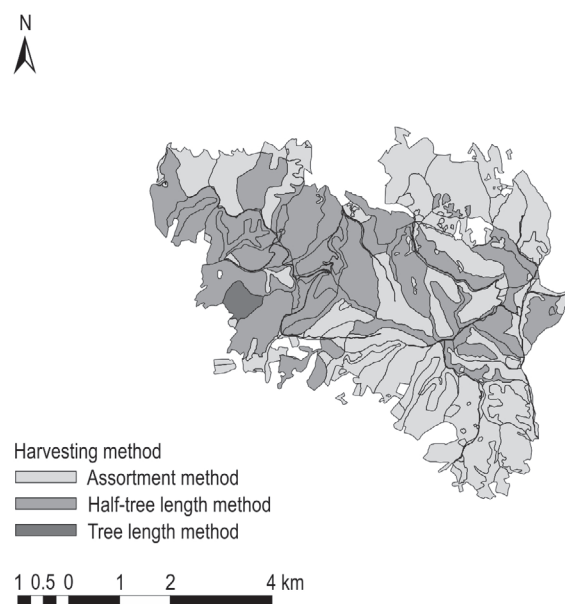 N
Harvesting method
Assortment method
Half-tree length method
Tree length method
1 0.5 0 1 2 4 km